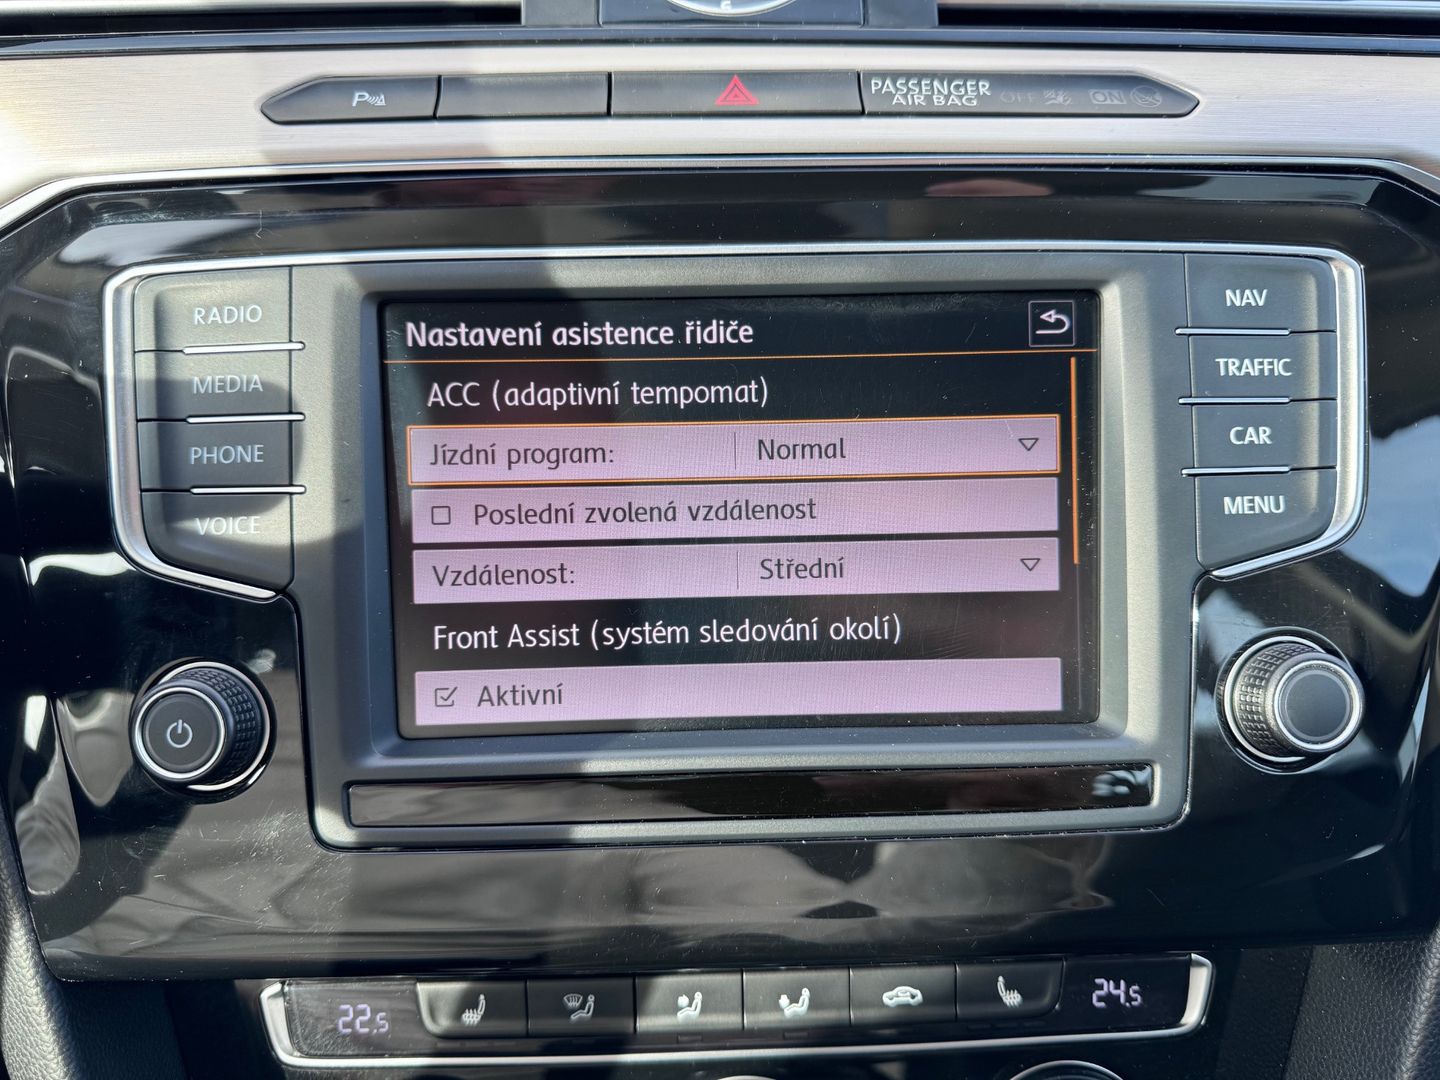 PASSENGER
AIR BAG OFF ON
RADIO
MEDIA
PHONE
VOICE
Nastavení asistence řidiče
ACC (adaptivní tempomat)
Jízdní program: Normal
Poslední zvolená vzdálenost
Vzdálenost: Střední
Front Assist (systém sledování okolí)
Aktivní
NAV
TRAFFIC
CAR
MENU
22.5
24.5